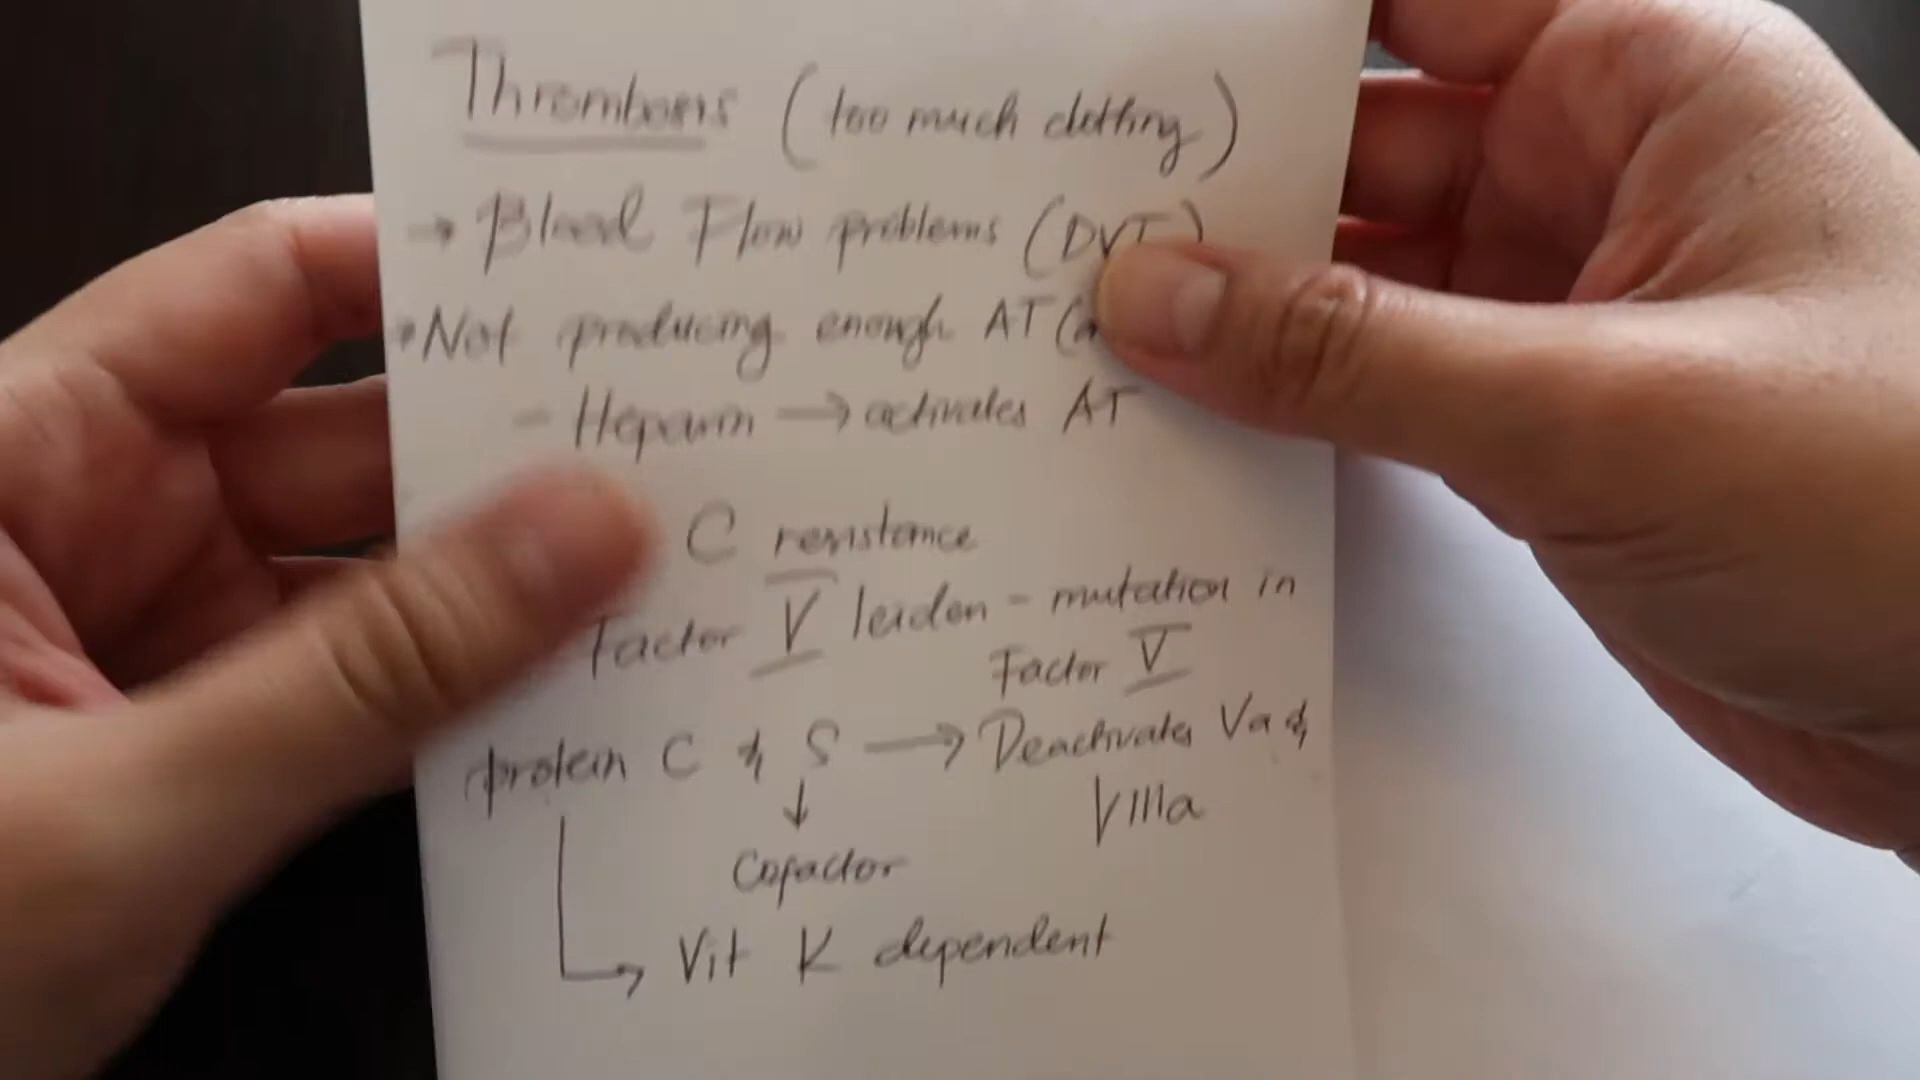 Thrombosis (too much clotting)
→ Blood Flow problems (DVT)
→ Not producing enough AT (a
- Heparin → activates AT
C resistance
Factor V leiden - mutation in
Factor V
protein C & S → Deactivates Va &
VIIIa
↓
Cofactor
→ Vit K dependent